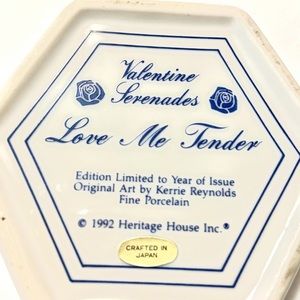 Valentine
Serenades
Love Me Tender
Edition Limited to Year of Issue
Original Art by Kerrie Reynolds
Fine Porcelain
© 1992 Heritage House Inc.®
CRAFTED IN
JAPAN